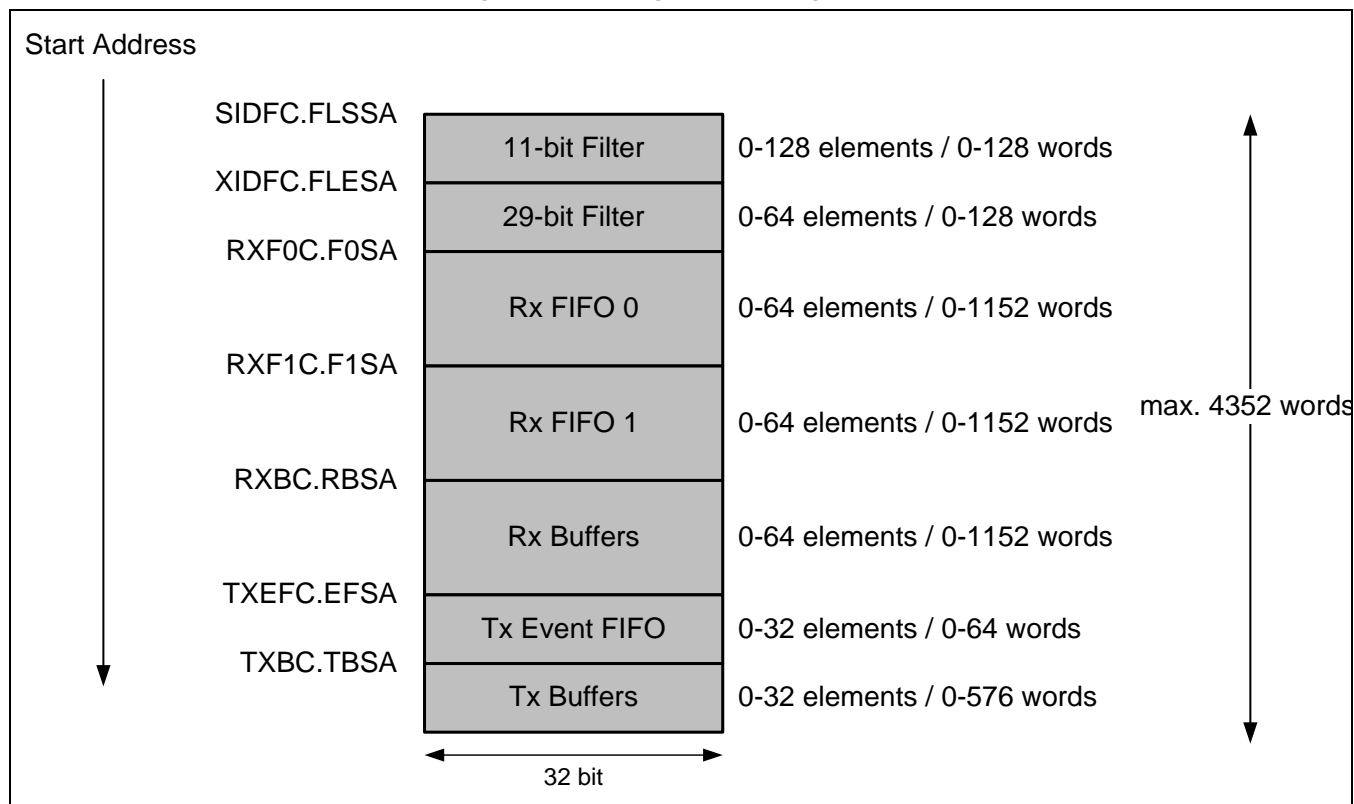 Start Address
SIDFC.FLSSA
11-bit Filter
0-128 elements / 0-128 words
XIDFC.FLESA
29-bit Filter
0-64 elements / 0-128 words
RXF0C.F0SA
Rx FIFO 0
0-64 elements / 0-1152 words
RXF1C.F1SA
Rx FIFO 1
0-64 elements / 0-1152 words
max. 4352 words
RXBC.RBSA
Rx Buffers
0-64 elements / 0-1152 words
TXEFC.EFSA
Tx Event FIFO
0-32 elements / 0-64 words
TXBC.TBSA
Tx Buffers
0-32 elements / 0-576 words
32 bit